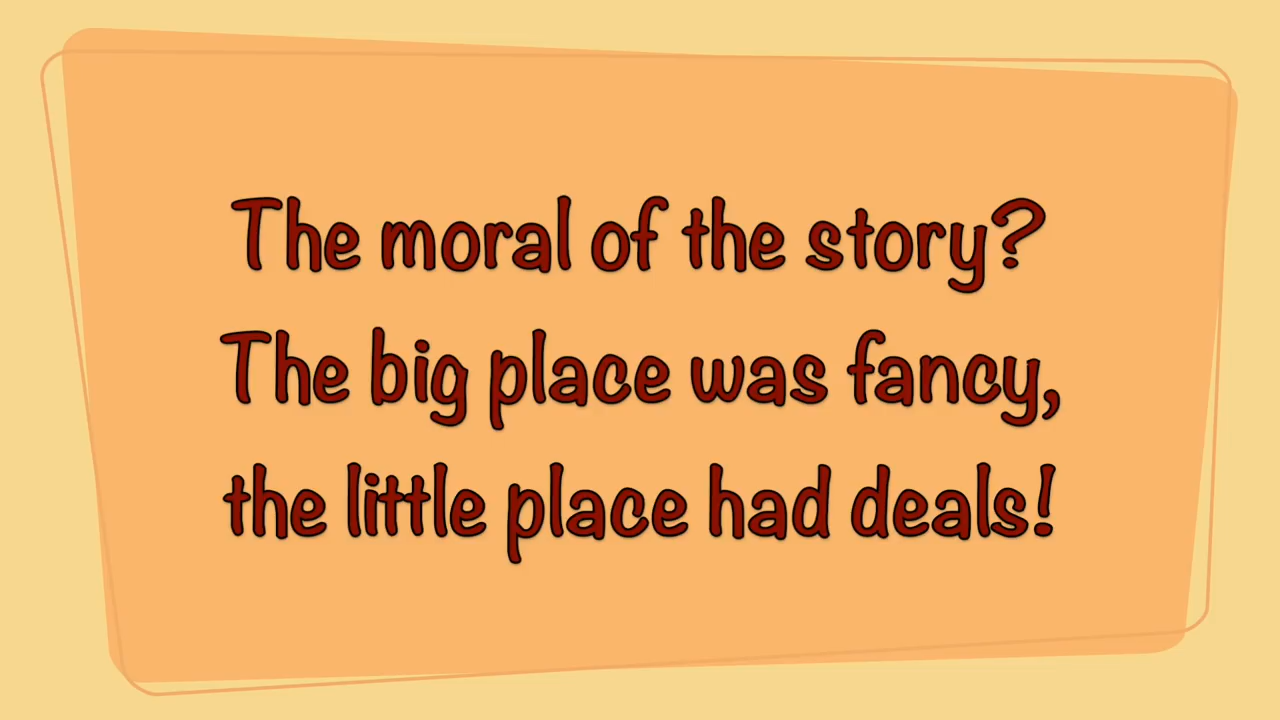 The moral of the story?
The big place was fancy,
the little place had deals!